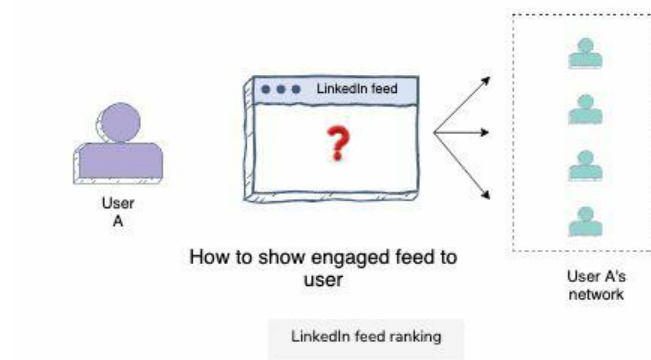 LinkedIn feed
?
User
A
How to show engaged feed to
user
User A's
network
LinkedIn feed ranking